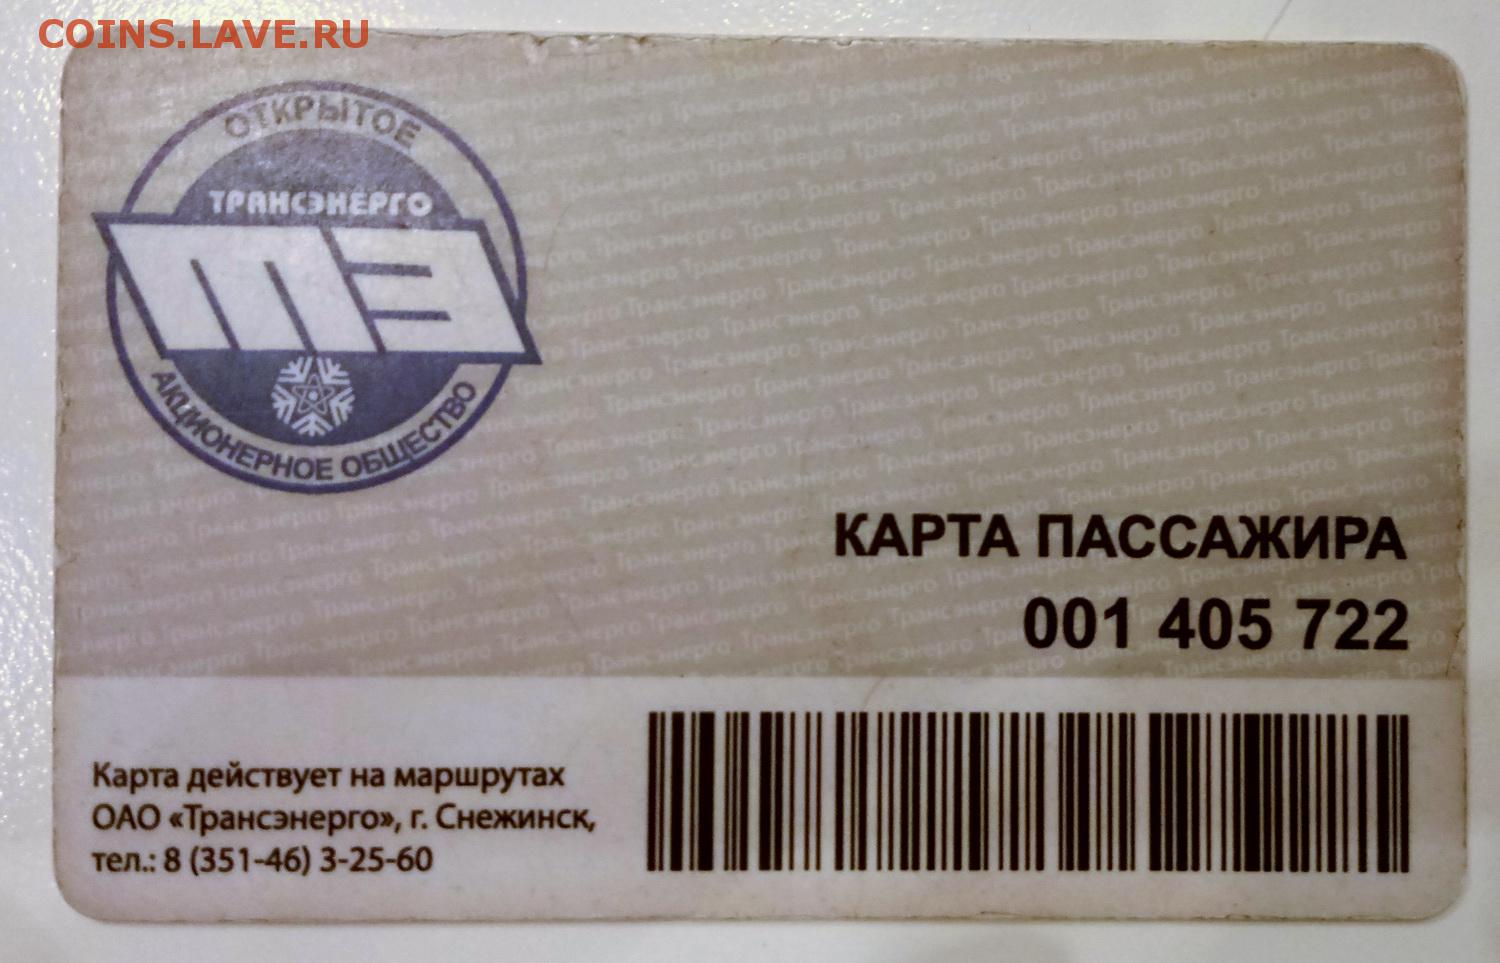 COINS.LAVE.RU
ОТКРЫТОЕ
ТРАНСЭНЕРГО
ТЭ
АКЦИОНЕРНОЕ ОБЩЕСТВО
КАРТА ПАССАЖИРА
001 405 722
Карта действует на маршрутах
ОАО «Трансэнерго», г. Снежинск,
тел.: 8 (351-46) 3-25-60